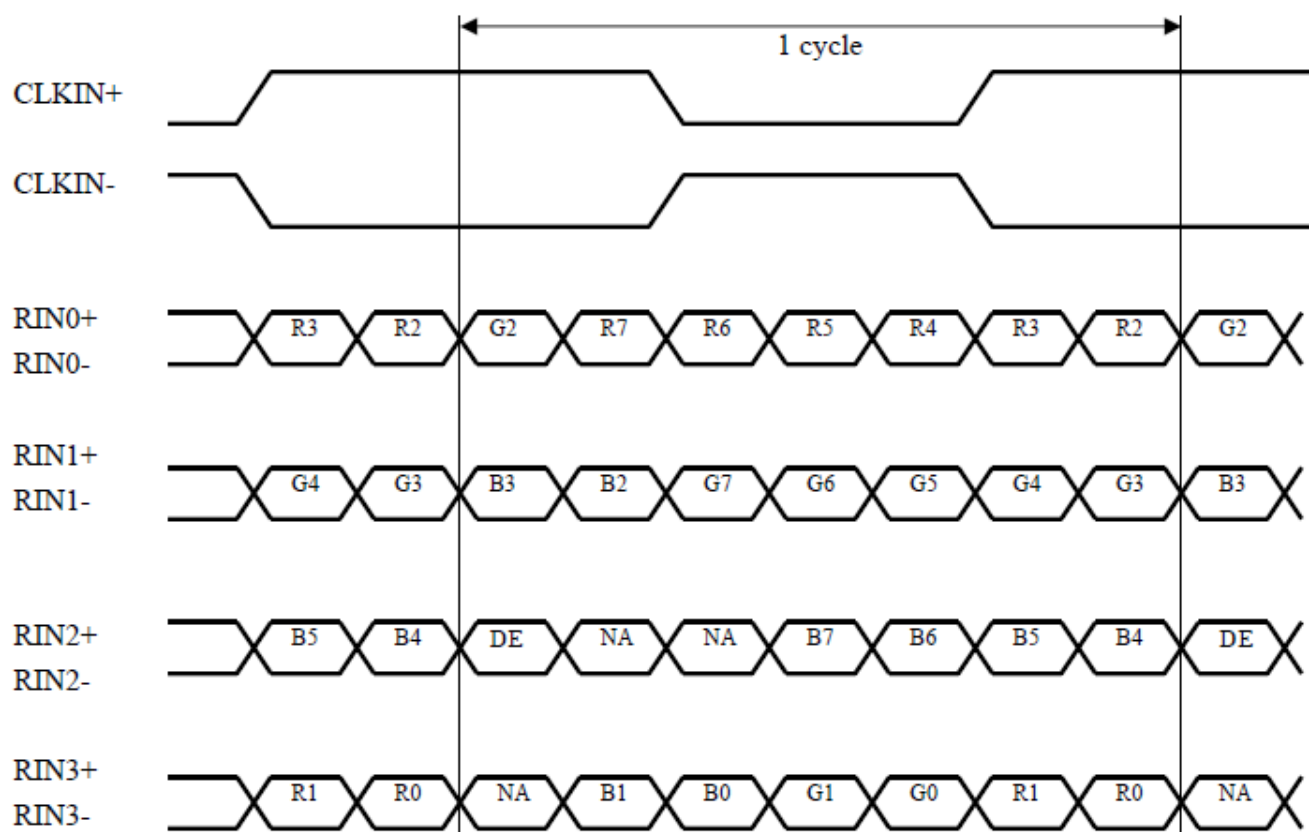 1 cycle
CLKIN+
CLKIN-
RIN0+
R3 R2 G2 R7 R6 R5 R4 R3 R2 G2
RIN0-
RIN1+
G4 G3 B3 B2 G7 G6 G5 G4 G3 B3
RIN1-
RIN2+
B5 B4 DE NA NA B7 B6 B5 B4 DE
RIN2-
RIN3+
R1 R0 NA B1 B0 G1 G0 R1 R0 NA
RIN3-